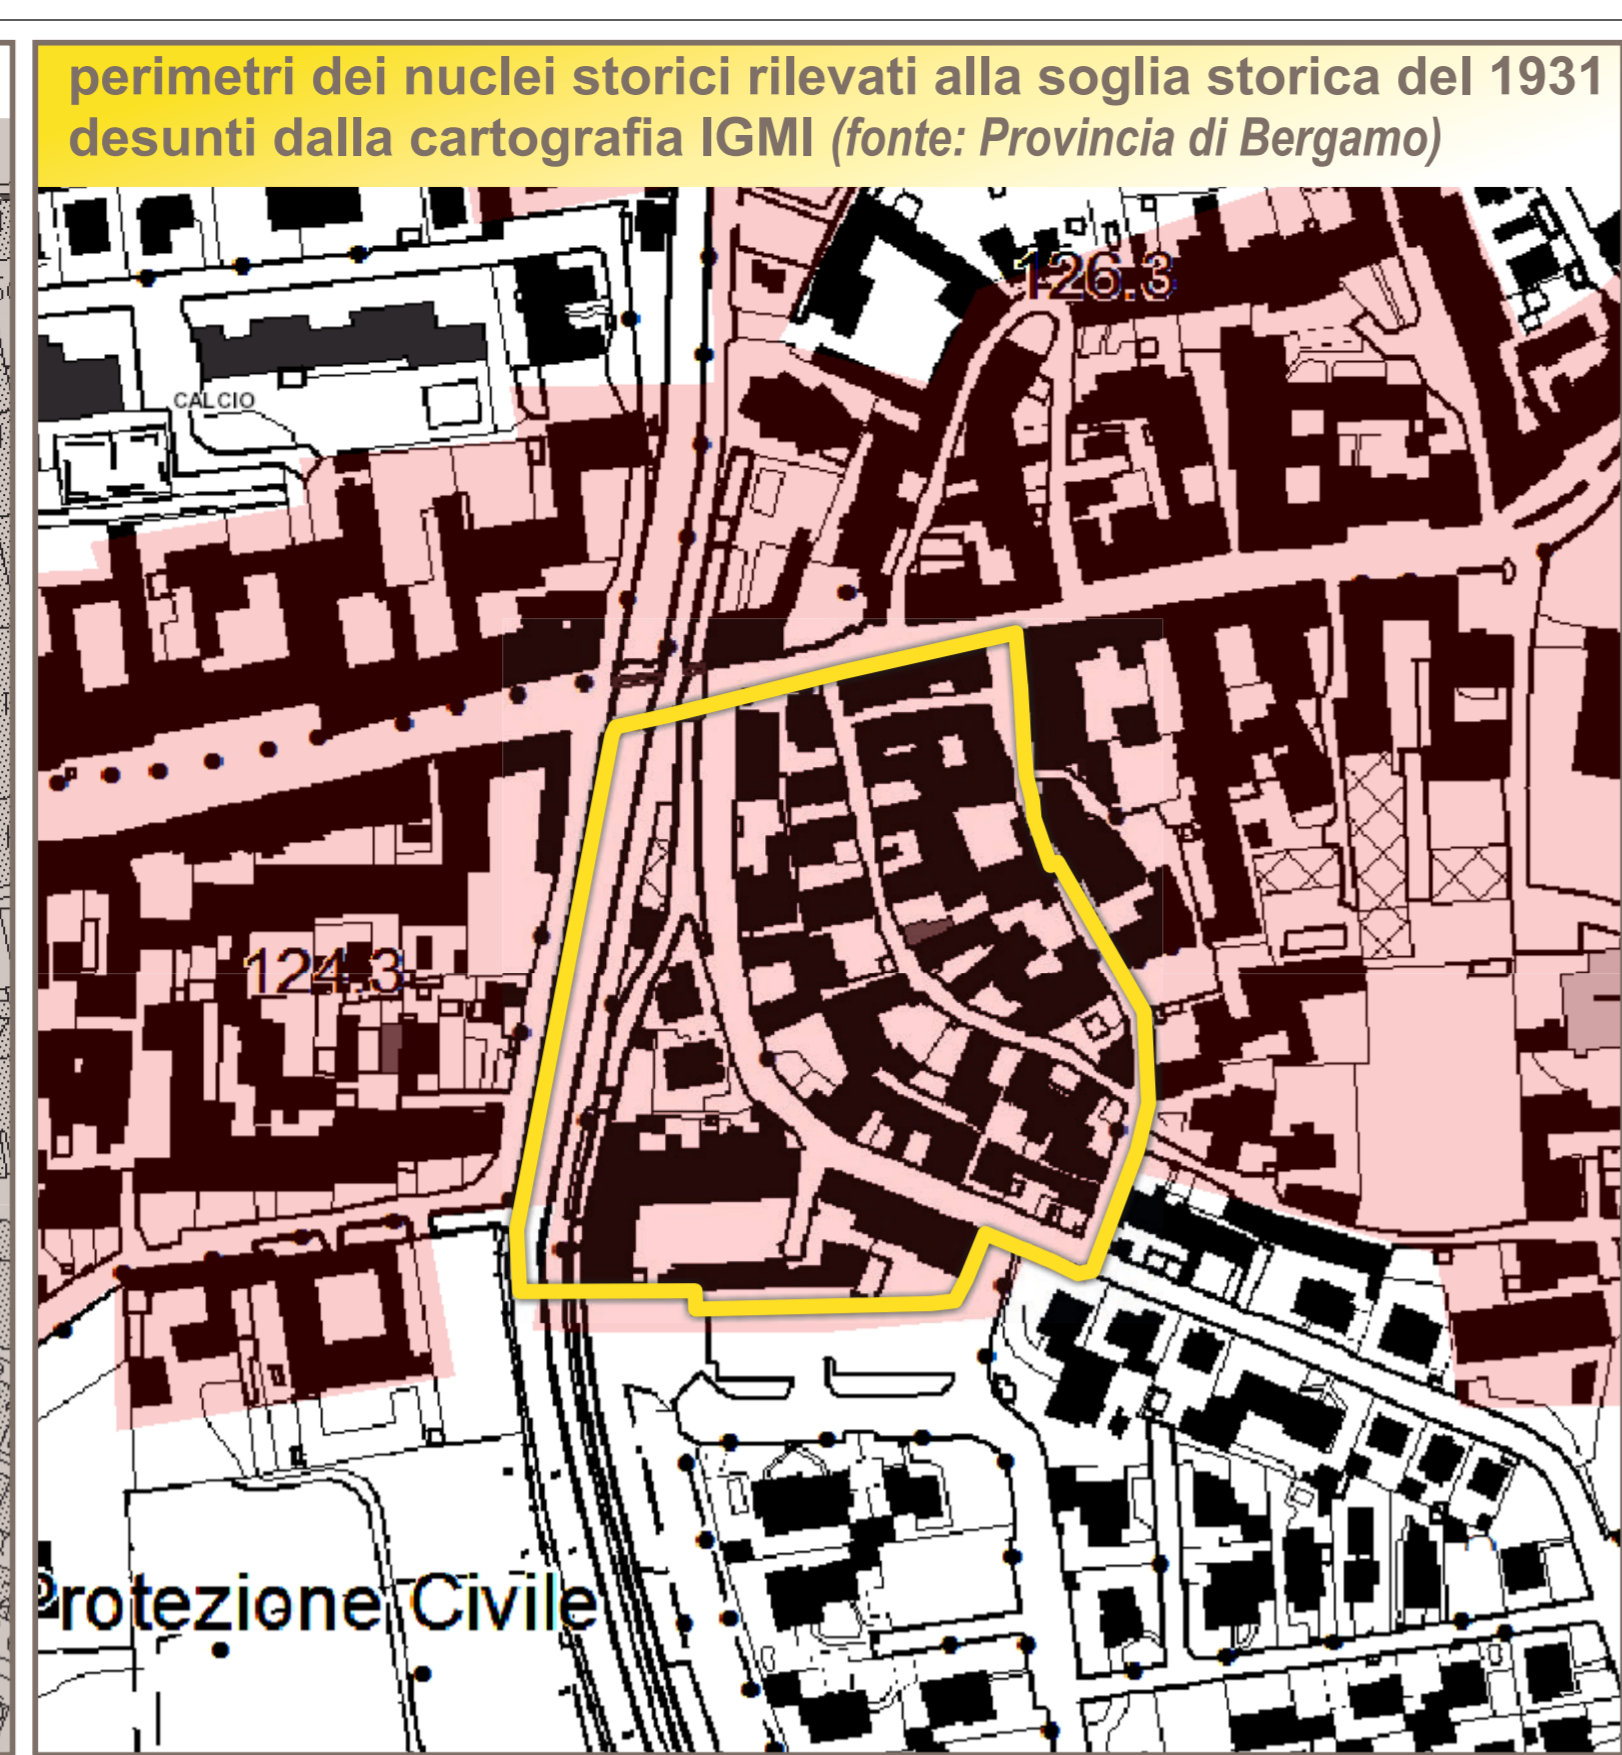 perimetri dei nuclei storici rilevati alla soglia storica del 1931
desunti dalla cartografia IGMI (fonte: Provincia di Bergamo)
126.3
CALCIO
124.3
Protezione Civile